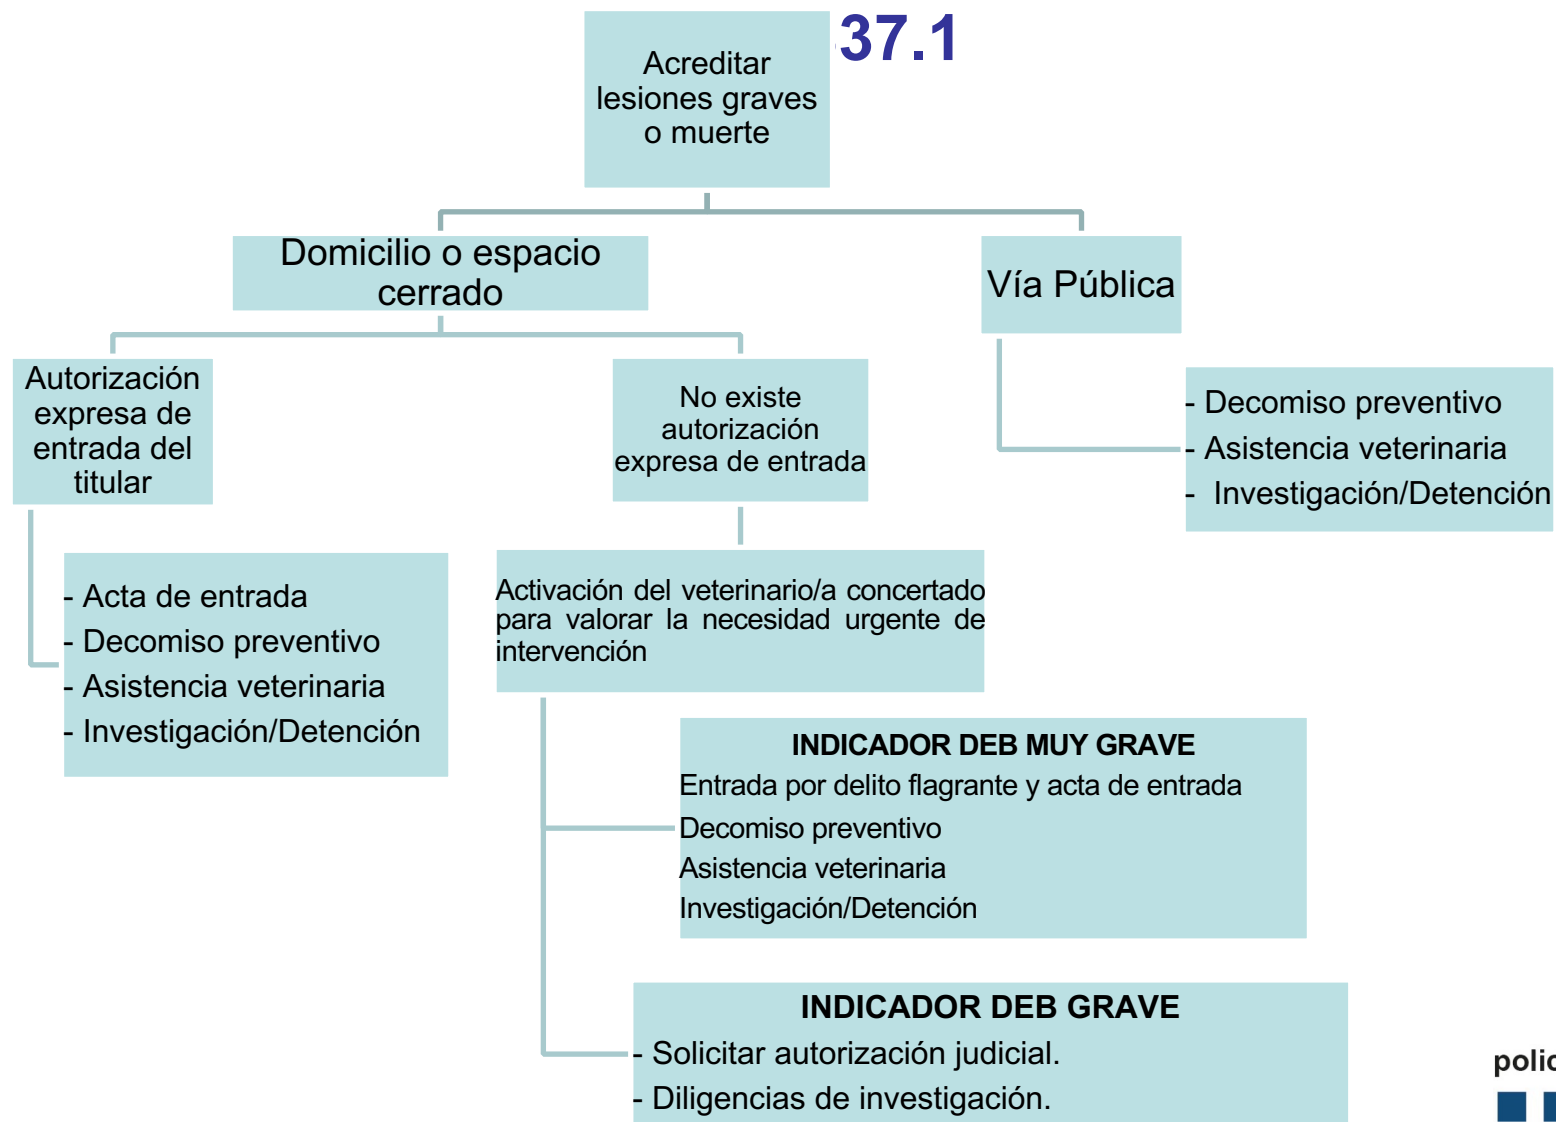 37.1
Acreditar
lesiones graves
o muerte
Domicilio o espacio
cerrado
Vía Pública
Autorización
expresa de
entrada del
titular
No existe
autorización
expresa de entrada
- Decomiso preventivo
- Asistencia veterinaria
- Investigación/Detención
- Acta de entrada
- Decomiso preventivo
- Asistencia veterinaria
- Investigación/Detención
Activación del veterinario/a concertado
para valorar la necesidad urgente de
intervención
INDICADOR DEB MUY GRAVE
Entrada por delito flagrante y acta de entrada
Decomiso preventivo
Asistencia veterinaria
Investigación/Detención
INDICADOR DEB GRAVE
- Solicitar autorización judicial.
- Diligencias de investigación.